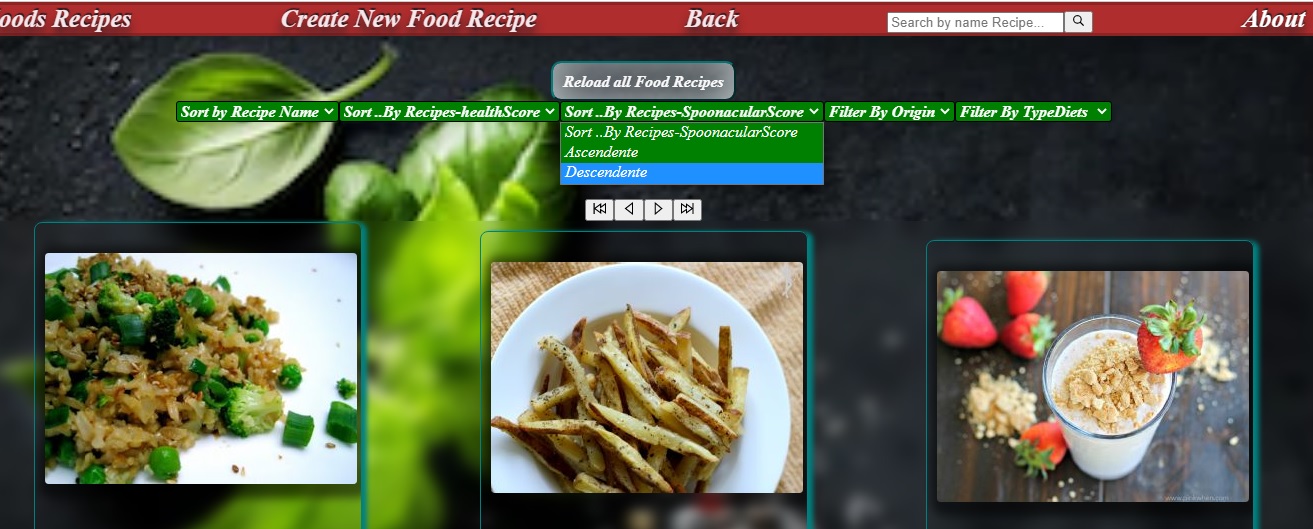 oods Recipes Create New Food Recipe Back Search by name Recipe... About
Reload all Food Recipes
Sort by Recipe Name Sort ..By Recipes-healthScore Sort ..By Recipes-SpoonacularScore Filter By Origin Filter By TypeDiets
Sort ..By Recipes-SpoonacularScore
Ascendente
Descendente